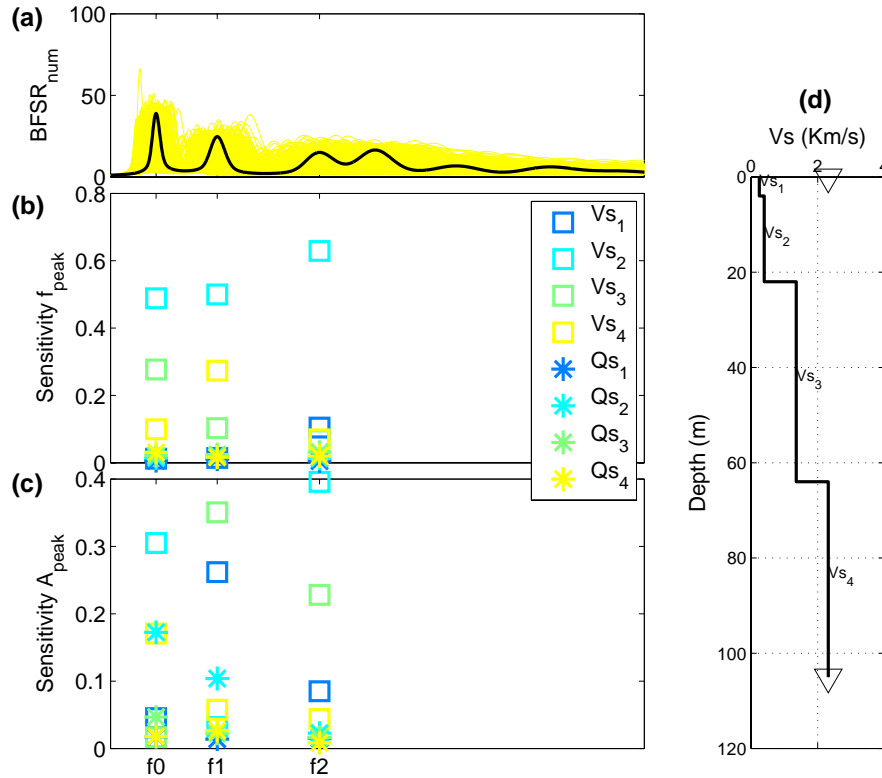 (a)
100
50
0
BFSR_num
(b)
0.8
0.6
0.4
0.2
0
Sensitivity f_peak
Vs_1
Vs_2
Vs_3
Vs_4
Qs_1
Qs_2
Qs_3
Qs_4
(c)
0.4
0.3
0.2
0.1
0
Sensitivity A_peak
f0 f1 f2
(d)
Vs (Km/s)
0 2 4
0
20
40
60
80
100
120
Depth (m)
Vs_1
Vs_2
Vs_3
Vs_4